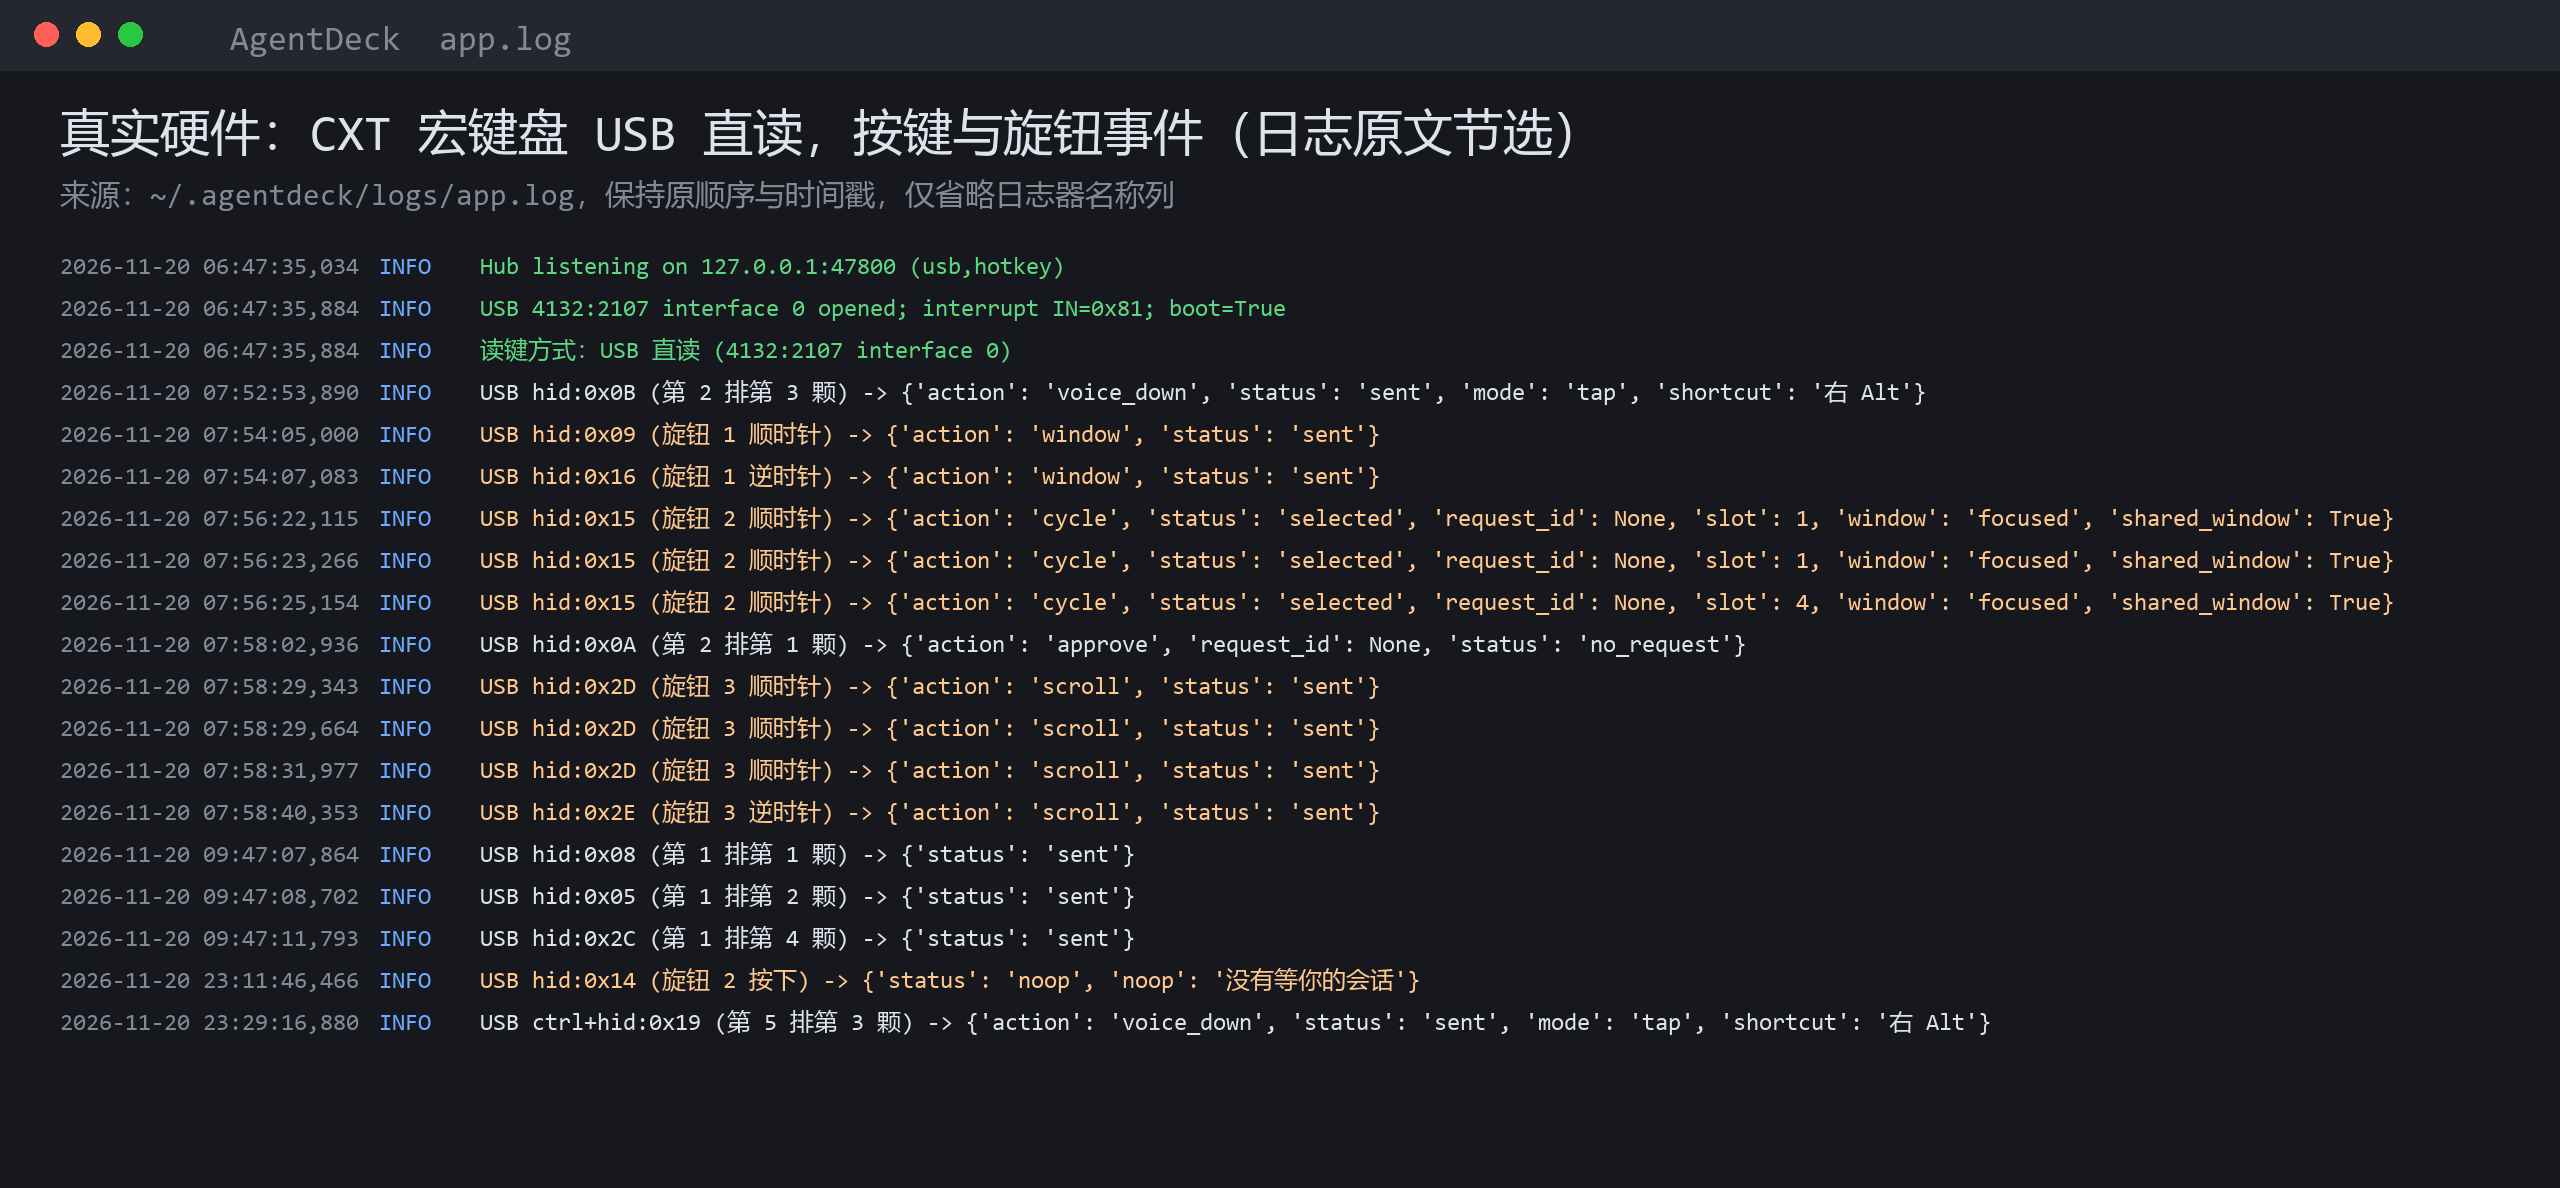 AgentDeck app.log
真实硬件：CXT 宏键盘 USB 直读，按键与旋钮事件（日志原文节选）
来源：~/.agentdeck/logs/app.log，保持原顺序与时间戳，仅省略日志器名称列
2026-11-20 06:47:35,034 INFO Hub listening on 127.0.0.1:47800 (usb,hotkey)
2026-11-20 06:47:35,884 INFO USB 4132:2107 interface 0 opened; interrupt IN=0x81; boot=True
2026-11-20 06:47:35,884 INFO 读键方式：USB 直读 (4132:2107 interface 0)
2026-11-20 07:52:53,890 INFO USB hid:0x0B (第 2 排第 3 颗) -> {'action': 'voice_down', 'status': 'sent', 'mode': 'tap', 'shortcut': '右 Alt'}
2026-11-20 07:54:05,000 INFO USB hid:0x09 (旋钮 1 顺时针) -> {'action': 'window', 'status': 'sent'}
2026-11-20 07:54:07,083 INFO USB hid:0x16 (旋钮 1 逆时针) -> {'action': 'window', 'status': 'sent'}
2026-11-20 07:56:22,115 INFO USB hid:0x15 (旋钮 2 顺时针) -> {'action': 'cycle', 'status': 'selected', 'request_id': None, 'slot': 1, 'window': 'focused', 'shared_window': True}
2026-11-20 07:56:23,266 INFO USB hid:0x15 (旋钮 2 顺时针) -> {'action': 'cycle', 'status': 'selected', 'request_id': None, 'slot': 1, 'window': 'focused', 'shared_window': True}
2026-11-20 07:56:25,154 INFO USB hid:0x15 (旋钮 2 顺时针) -> {'action': 'cycle', 'status': 'selected', 'request_id': None, 'slot': 4, 'window': 'focused', 'shared_window': True}
2026-11-20 07:58:02,936 INFO USB hid:0x0A (第 2 排第 1 颗) -> {'action': 'approve', 'request_id': None, 'status': 'no_request'}
2026-11-20 07:58:29,343 INFO USB hid:0x2D (旋钮 3 顺时针) -> {'action': 'scroll', 'status': 'sent'}
2026-11-20 07:58:29,664 INFO USB hid:0x2D (旋钮 3 顺时针) -> {'action': 'scroll', 'status': 'sent'}
2026-11-20 07:58:31,977 INFO USB hid:0x2D (旋钮 3 顺时针) -> {'action': 'scroll', 'status': 'sent'}
2026-11-20 07:58:40,353 INFO USB hid:0x2E (旋钮 3 逆时针) -> {'action': 'scroll', 'status': 'sent'}
2026-11-20 09:47:07,864 INFO USB hid:0x08 (第 1 排第 1 颗) -> {'status': 'sent'}
2026-11-20 09:47:08,702 INFO USB hid:0x05 (第 1 排第 2 颗) -> {'status': 'sent'}
2026-11-20 09:47:11,793 INFO USB hid:0x2C (第 1 排第 4 颗) -> {'status': 'sent'}
2026-11-20 23:11:46,466 INFO USB hid:0x14 (旋钮 2 按下) -> {'status': 'noop', 'noop': '没有等你的会话'}
2026-11-20 23:29:16,880 INFO USB ctrl+hid:0x19 (第 5 排第 3 颗) -> {'action': 'voice_down', 'status': 'sent', 'mode': 'tap', 'shortcut': '右 Alt'}